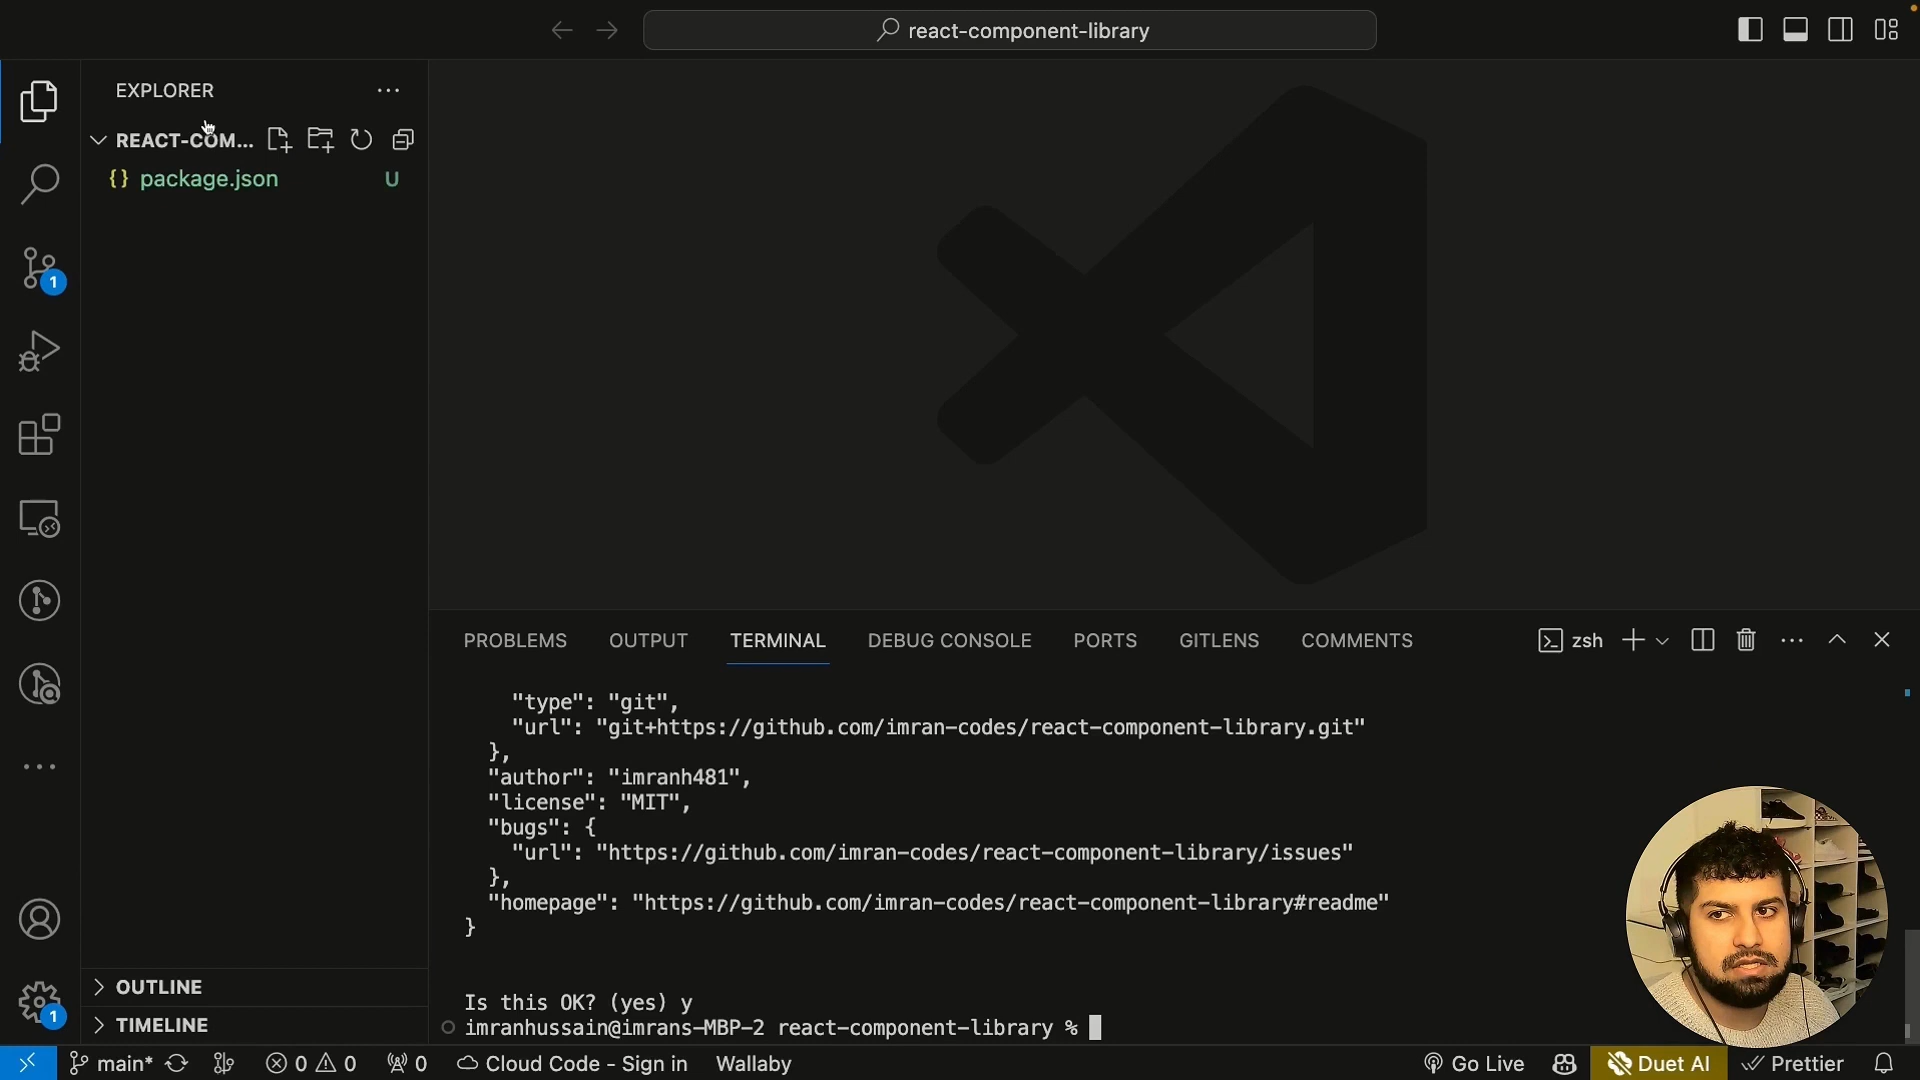 react-component-library
EXPLORER
REACT-COM...
{} package.json U
1
PROBLEMS OUTPUT TERMINAL DEBUG CONSOLE PORTS GITLENS COMMENTS zsh
"type": "git",
"url": "git+https://github.com/imran-codes/react-component-library.git"
},
"author": "imranh481",
"license": "MIT",
"bugs": {
"url": "https://github.com/imran-codes/react-component-library/issues"
},
"homepage": "https://github.com/imran-codes/react-component-library#readme"
}
Is this OK? (yes) y
imranhussain@imrans-MBP-2 react-component-library %
OUTLINE
1
TIMELINE
main* 0 0 0 Cloud Code - Sign in Wallaby Go Live Duet AI Prettier